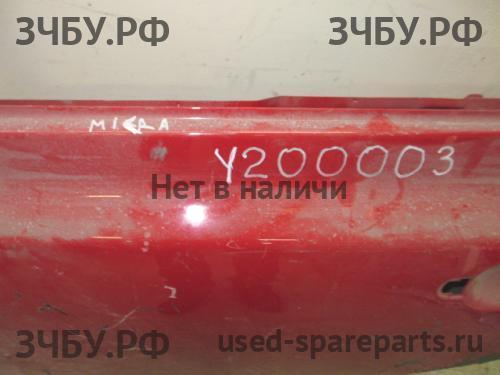 ЗЧБУ.РФ ЗЧБУ.РФ
MICRA
Y200003
Нет в наличи
ЗЧБУ.РФ used-spareparts.ru